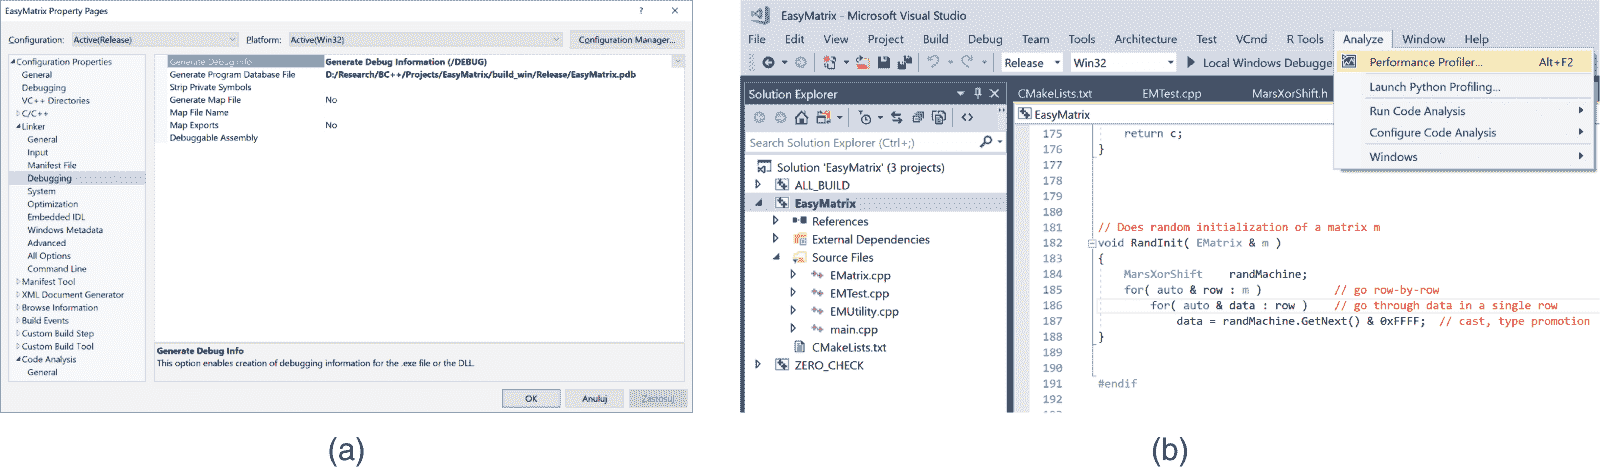 EasyMatrix Property Pages
Configuration: Active(Release) Platform: Active(Win32) Configuration Manager...
Configuration Properties
General
Debugging
VC++ Directories
C/C++
Linker
General
Input
Manifest File
Debugging
System
Optimization
Embedded IDL
Windows Metadata
Advanced
All Options
Command Line
Manifest Tool
XML Document Generator
Browse Information
Build Events
Custom Build Step
Custom Build Tool
Code Analysis
General
Generate Debug Info Generate Debug Information (/DEBUG)
Generate Program Database File D:/Research/BC++/Projects/EasyMatrix/build_win/Release/EasyMatrix.pdb
Strip Private Symbols
Generate Map File No
Map File Name
Map Exports No
Debuggable Assembly
Generate Debug Info
This option enables creation of debugging information for the .exe file or the DLL.
OK Anuluj Zastosuj
(a)
EasyMatrix - Microsoft Visual Studio
File Edit View Project Build Debug Team Tools Architecture Test VCmd R Tools Analyze Window Help
Release Win32 Local Windows Debugge
Performance Profiler... Alt+F2
Launch Python Profiling...
Run Code Analysis
Configure Code Analysis
Windows
Solution Explorer
Search Solution Explorer (Ctrl+;)
Solution 'EasyMatrix' (3 projects)
ALL_BUILD
EasyMatrix
References
External Dependencies
Source Files
EMatrix.cpp
EMTest.cpp
EMUtility.cpp
main.cpp
CMakeLists.txt
ZERO_CHECK
CMakeLists.txt EMTest.cpp MarsXorShift.h
EasyMatrix
175 return c;
176 }
177
178
179
180
181 // Does random initialization of a matrix m
182 void RandInit( EMatrix & m )
183 {
184 MarsXorShift randMachine;
185 for( auto & row : m ) // go row-by-row
186 for( auto & data : row ) // go through data in a single row
187 data = randMachine.GetNext() & 0xFFFF; // cast, type promotion
188 }
189
190
191 #endif
192
(b)